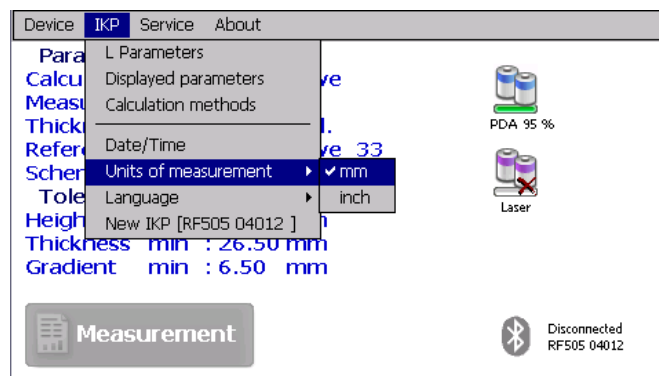 Device IKP Service About
L Parameters
Displayed parameters
Calculation methods
Date/Time
Units of measurement
Language
New IKP [RF505 04012 ]
mm
inch
Para
Calcu ve
Measu
Thick l.
Refere ve 33
Schem
Tole
Heigh
Thickness min : 26.50 mm
Gradient min : 6.50 mm
PDA 95 %
Laser
Measurement
Disconnected
RF505 04012